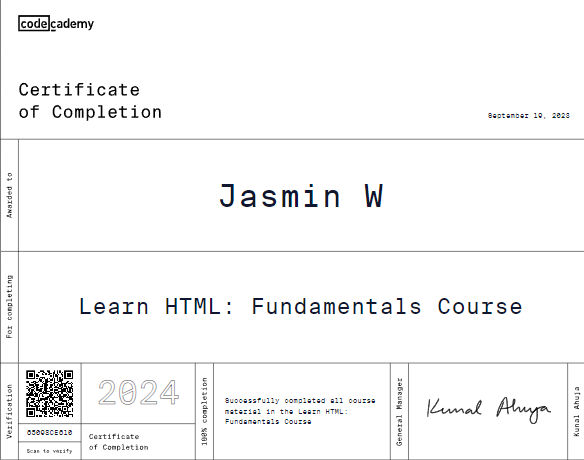 codecademy
Certificate
of Completion
September 19, 2023
Awarded to
Jasmin W
For completing
Learn HTML: Fundamentals Course
Verification
Scan to verify
2024
Certificate
of Completion
100% completion
Successfully completed all course
material in the Learn HTML:
Fundamentals Course
General Manager
Kunal Ahuja
Kunal Ahuja